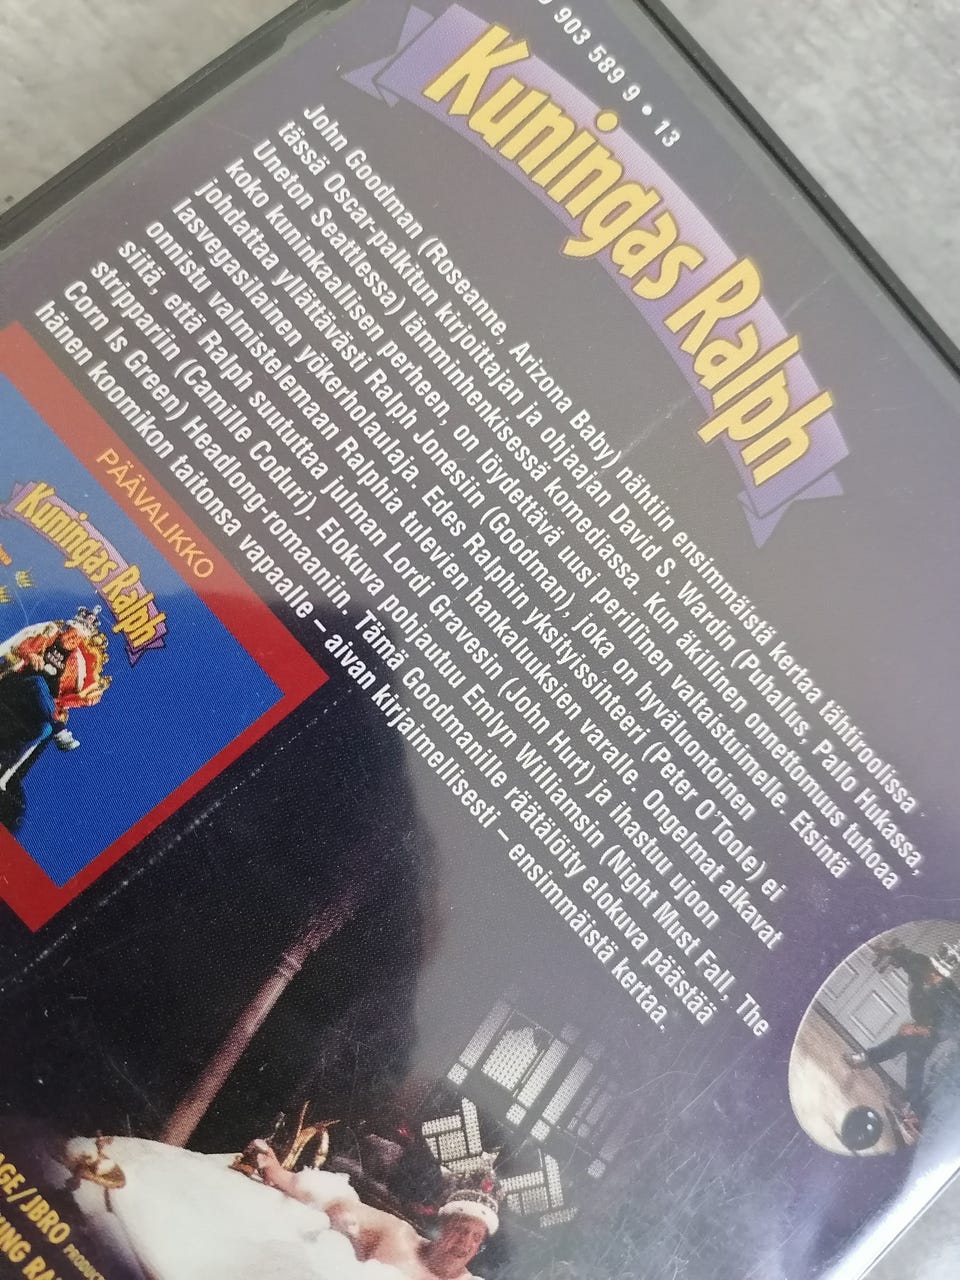 903 589 9 • 13
Kuningas Ralph
John Goodman (Roseanne, Arizona Baby) nähtiin ensimmäistä kertaa tähtiroolissa
tässä Oscar-palkitun kirjoittajan ja ohjaajan David S. Wardin (Puhallus, Pallo Hukassa,
Uneton Seattlessa) lämminhenkisessä komediassa. Kun äkillinen onnettomuus tuhoaa
koko kuninkaallisen perheen, on löydettävä uusi perillinen valtaistuimelle. Etsintä
johdattaa yllättävästi Ralph Jonesiin (Goodman), joka on hyväluontoinen
lasvegasilainen yökerholaulaja. Edes Ralphin yksityissihteeri (Peter O'Toole) ei
onnistu valmistelemaan Ralphia tulevien hankaluuksien varalle. Ongelmat alkavat
siitä, että Ralph suututtaa julman Lordi Gravesin (John Hurt) ja ihastuu ujoon
strippariin (Camille Coduri). Elokuva pohjautuu Emlyn Williamsin (Night Must Fall, The
Corn Is Green) Headlong-romaaniin. Tämä Goodmanille räätälöity elokuva päästää
hänen koomikon taitonsa vapaalle – aivan kirjaimellisesti – ensimmäistä kertaa.
PÄÄVALIKKO
Kuningas Ralph
AGE/JBRO
KING RA